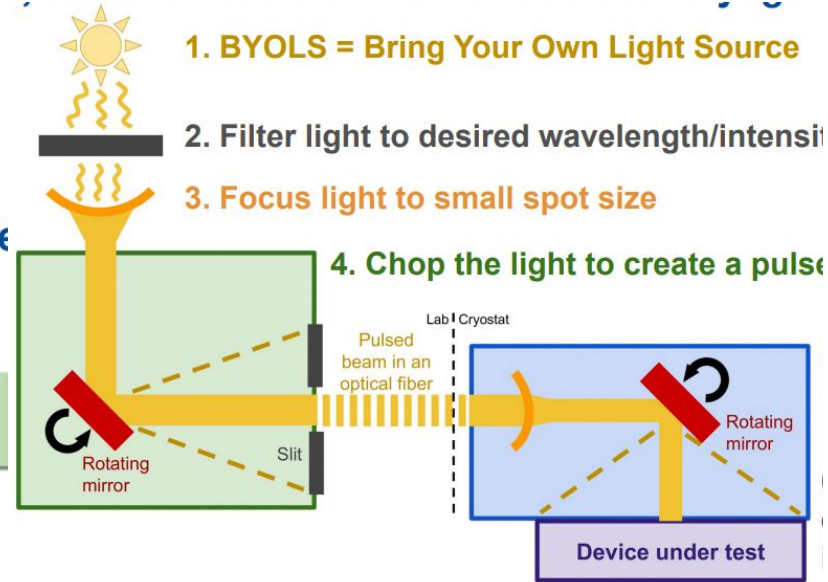 1. BYOLS = Bring Your Own Light Source
2. Filter light to desired wavelength/intensit
3. Focus light to small spot size
4. Chop the light to create a pulse
Lab Cryostat
Pulsed
beam in an
optical fiber
Rotating
mirror
Slit
Rotating
mirror
Device under test